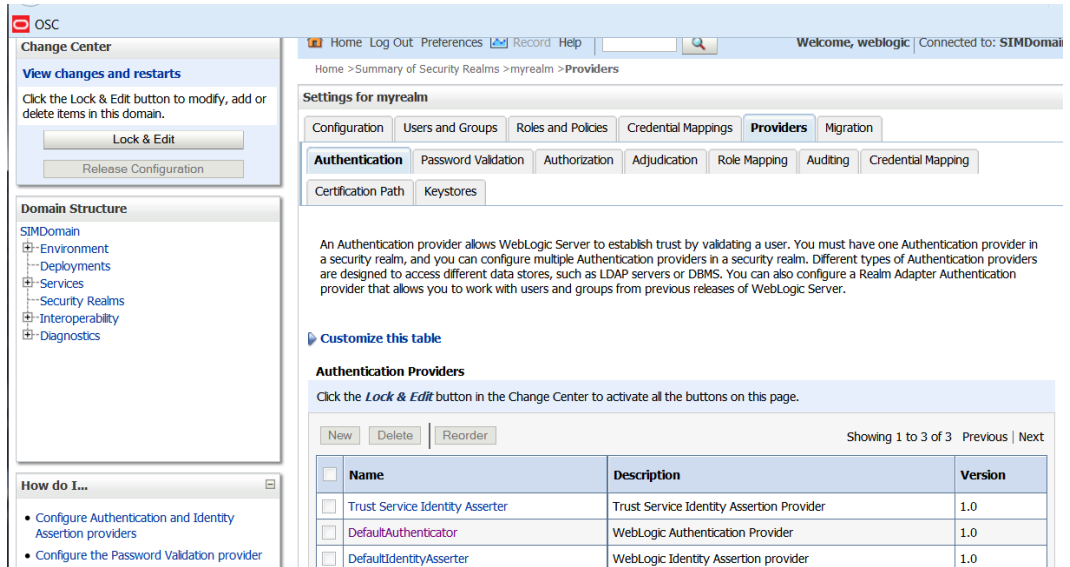 OSC
Change Center
View changes and restarts
Click the Lock & Edit button to modify, add or
delete items in this domain.
Lock & Edit
Release Configuration
Domain Structure
SIMDomain
Environment
Deployments
Services
Security Realms
Interoperability
Diagnostics
How do I...
Configure Authentication and Identity
Assertion providers
Configure the Password Validation provider
Home Log Out Preferences Record Help
Welcome, weblogic Connected to: SIMDomai
Home >Summary of Security Realms >myrealm >Providers
Settings for myrealm
Configuration Users and Groups Roles and Policies Credential Mappings Providers Migration
Authentication Password Validation Authorization Adjudication Role Mapping Auditing Credential Mapping
Certification Path Keystores
An Authentication provider allows WebLogic Server to establish trust by validating a user. You must have one Authentication provider in
a security realm, and you can configure multiple Authentication providers in a security realm. Different types of Authentication providers
are designed to access different data stores, such as LDAP servers or DBMS. You can also configure a Realm Adapter Authentication
provider that allows you to work with users and groups from previous releases of WebLogic Server.
Customize this table
Authentication Providers
Click the Lock & Edit button in the Change Center to activate all the buttons on this page.
New Delete Reorder Showing 1 to 3 of 3 Previous | Next
Name Description Version
Trust Service Identity Asserter Trust Service Identity Assertion Provider 1.0
DefaultAuthenticator WebLogic Authentication Provider 1.0
DefaultIdentityAsserter WebLogic Identity Assertion provider 1.0